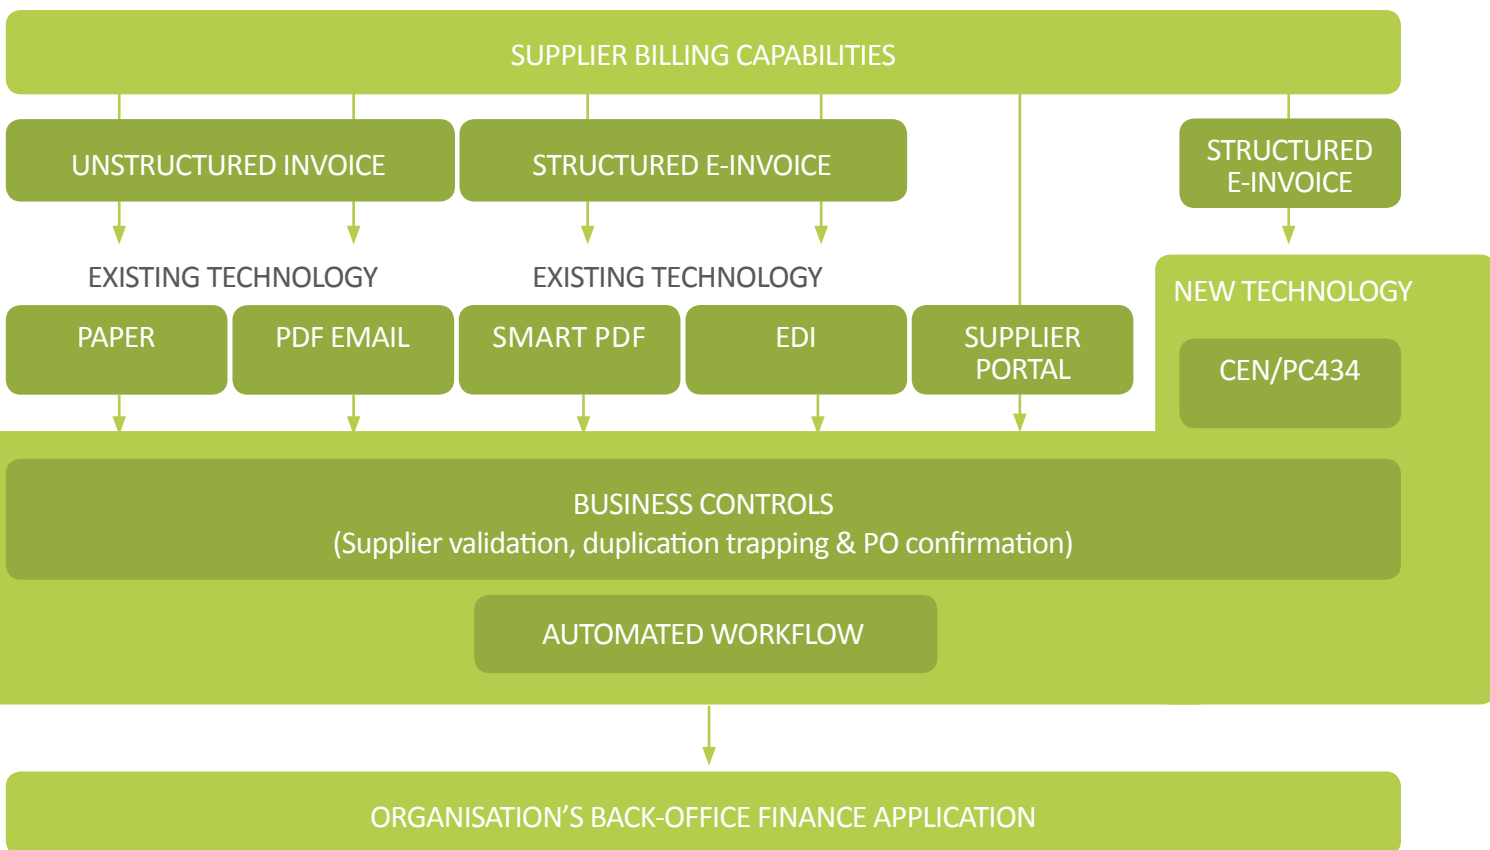 SUPPLIER BILLING CAPABILITIES
UNSTRUCTURED INVOICE
STRUCTURED E-INVOICE
STRUCTURED
E-INVOICE
EXISTING TECHNOLOGY
EXISTING TECHNOLOGY
NEW TECHNOLOGY
PAPER
PDF EMAIL
SMART PDF
EDI
SUPPLIER
PORTAL
CEN/PC434
BUSINESS CONTROLS
(Supplier validation, duplication trapping & PO confirmation)
AUTOMATED WORKFLOW
ORGANISATION’S BACK-OFFICE FINANCE APPLICATION